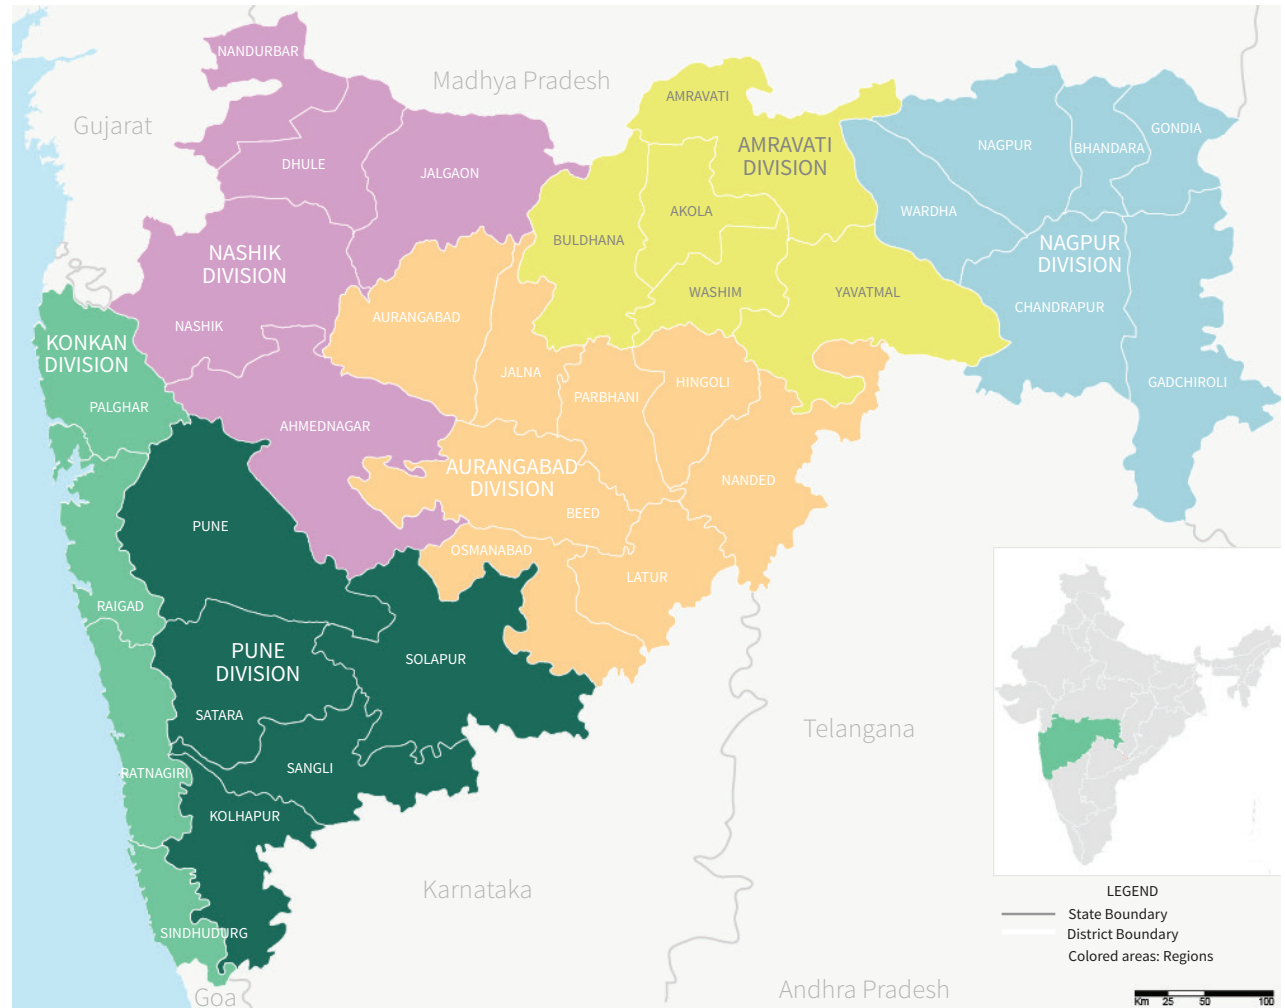 NANDURBAR
Madhya Pradesh
AMRAVATI
Gujarat
GONDIA
AMRAVATI
DIVISION
NAGPUR
BHANDARA
DHULE
JALGAON
AKOLA
WARDHA
BULDHANA
NASHIK
DIVISION
NAGPUR
DIVISION
WASHIM
YAVATMAL
CHANDRAPUR
AURANGABAD
NASHIK
KONKAN
DIVISION
JALNA
HINGOLI
GADCHIROLI
PARBHANI
PALGHAR
AHMEDNAGAR
AURANGABAD
DIVISION
NANDED
BEED
PUNE
OSMANABAD
LATUR
RAIGAD
PUNE
DIVISION
SOLAPUR
SATARA
Telangana
SANGLI
RATNAGIRI
KOLHAPUR
Karnataka
SINDHUDURG
Goa
Andhra Pradesh
LEGEND
State Boundary
District Boundary
Colored areas: Regions
Km 25 50 100